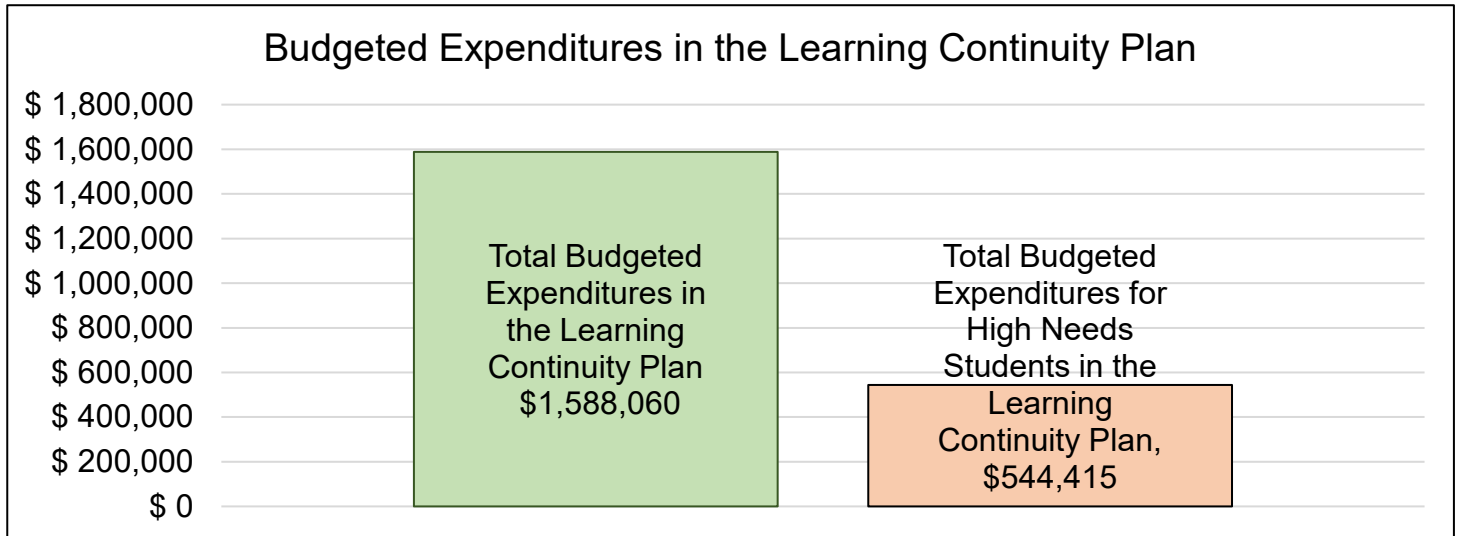 Budgeted Expenditures in the Learning Continuity Plan
$ 1,800,000
$ 1,600,000
$ 1,400,000
$ 1,200,000
$ 1,000,000
$ 800,000
$ 600,000
$ 400,000
$ 200,000
$ 0
Total Budgeted
Expenditures in
the Learning
Continuity Plan
$1,588,060
Total Budgeted
Expenditures for
High Needs
Students in the
Learning
Continuity Plan,
$544,415